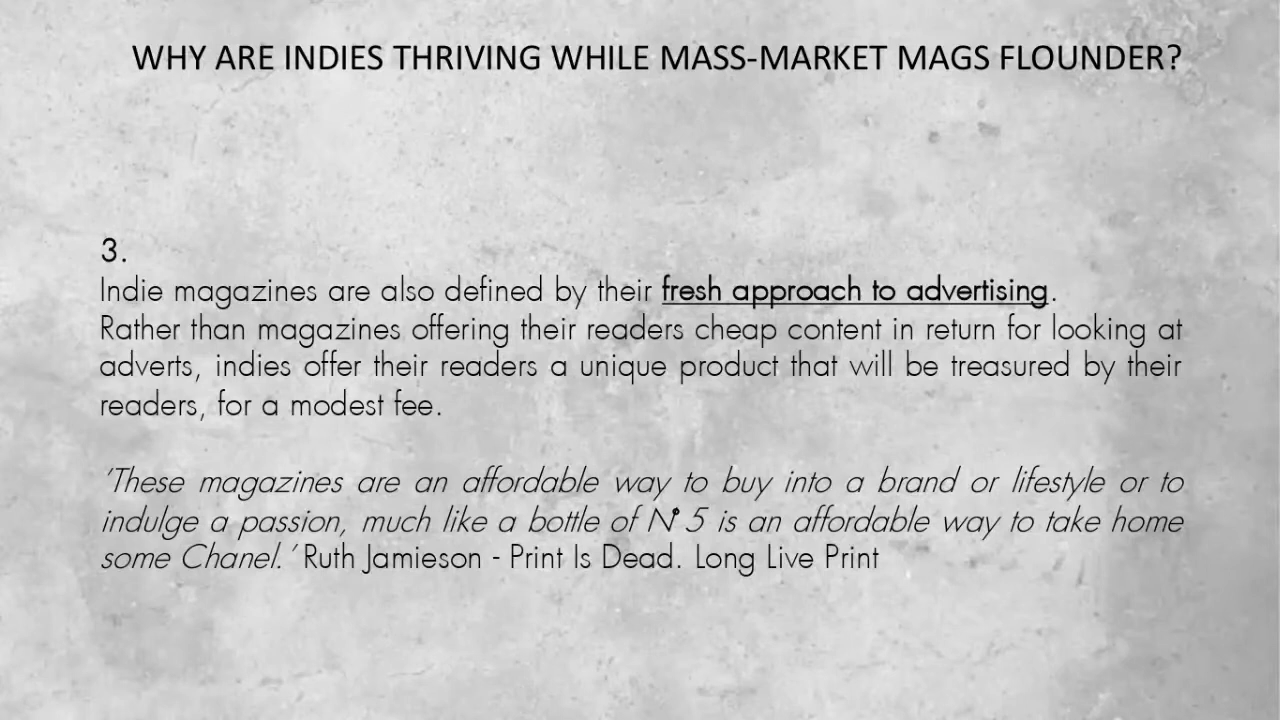 WHY ARE INDIES THRIVING WHILE MASS-MARKET MAGS FLOUNDER?
3.
Indie magazines are also defined by their fresh approach to advertising.
Rather than magazines offering their readers cheap content in return for looking at
adverts, indies offer their readers a unique product that will be treasured by their
readers, for a modest fee.
‘These magazines are an affordable way to buy into a brand or lifestyle or to
indulge a passion, much like a bottle of N° 5 is an affordable way to take home
some Chanel.’ Ruth Jamieson - Print Is Dead. Long Live Print